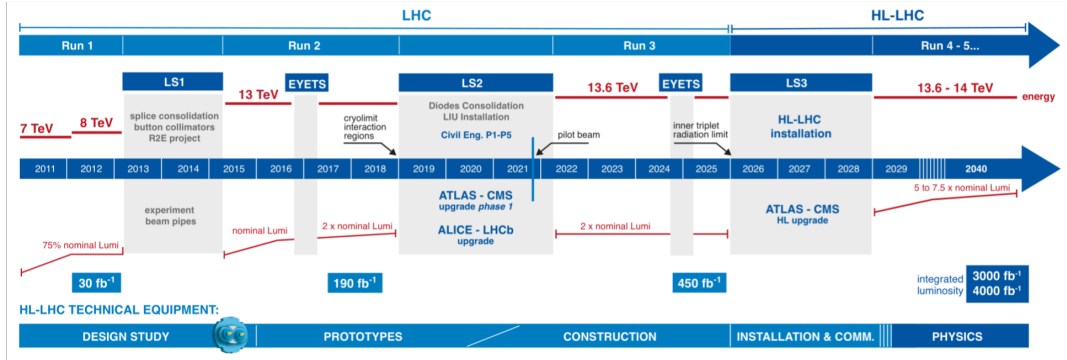 LHC
HL-LHC
Run 1
Run 2
Run 3
Run 4 - 5...
LS1
EYETS
LS2
EYETS
LS3
13 TeV
13.6 TeV
13.6 - 14 TeV
energy
7 TeV
8 TeV
splice consolidation
button collimators
R2E project
cryolimit
interaction
regions
Diodes Consolidation
LIU Installation
Civil Eng. P1-P5
pilot beam
inner triplet
radiation limit
HL-LHC
installation
2011
2012
2013
2014
2015
2016
2017
2018
2019
2020
2021
2022
2023
2024
2025
2026
2027
2028
2029
2040
experiment
beam pipes
ATLAS - CMS
upgrade phase 1
ALICE - LHCb
upgrade
ATLAS - CMS
HL upgrade
5 to 7.5 x nominal Lumi
75% nominal Lumi
nominal Lumi
2 x nominal Lumi
2 x nominal Lumi
30 fb⁻¹
190 fb⁻¹
450 fb⁻¹
integrated
luminosity
3000 fb⁻¹
4000 fb⁻¹
HL-LHC TECHNICAL EQUIPMENT:
DESIGN STUDY
PROTOTYPES
CONSTRUCTION
INSTALLATION & COMM.
PHYSICS